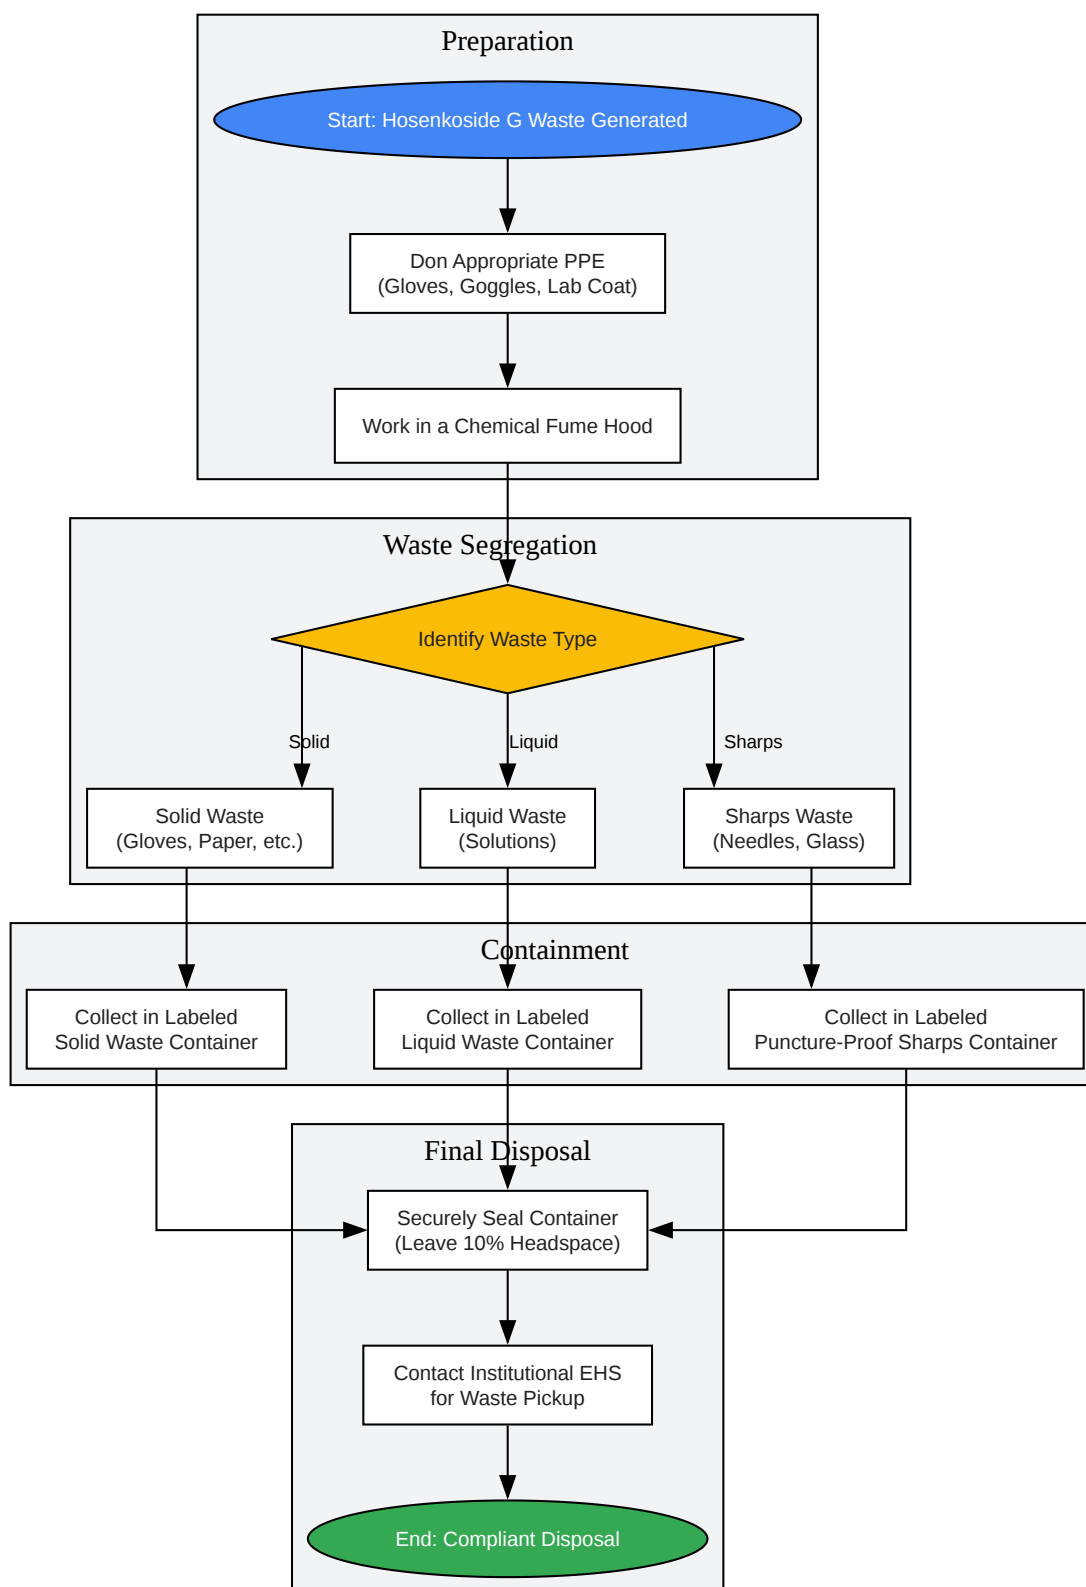 Preparation
Start: Hosenkoside G Waste Generated
Don Appropriate PPE
(Gloves, Goggles, Lab Coat)
Work in a Chemical Fume Hood
Waste Segregation
Identify Waste Type
Solid
Liquid
Sharps
Solid Waste
(Gloves, Paper, etc.)
Liquid Waste
(Solutions)
Sharps Waste
(Needles, Glass)
Containment
Collect in Labeled
Solid Waste Container
Collect in Labeled
Liquid Waste Container
Collect in Labeled
Puncture-Proof Sharps Container
Final Disposal
Securely Seal Container
(Leave 10% Headspace)
Contact Institutional EHS
for Waste Pickup
End: Compliant Disposal